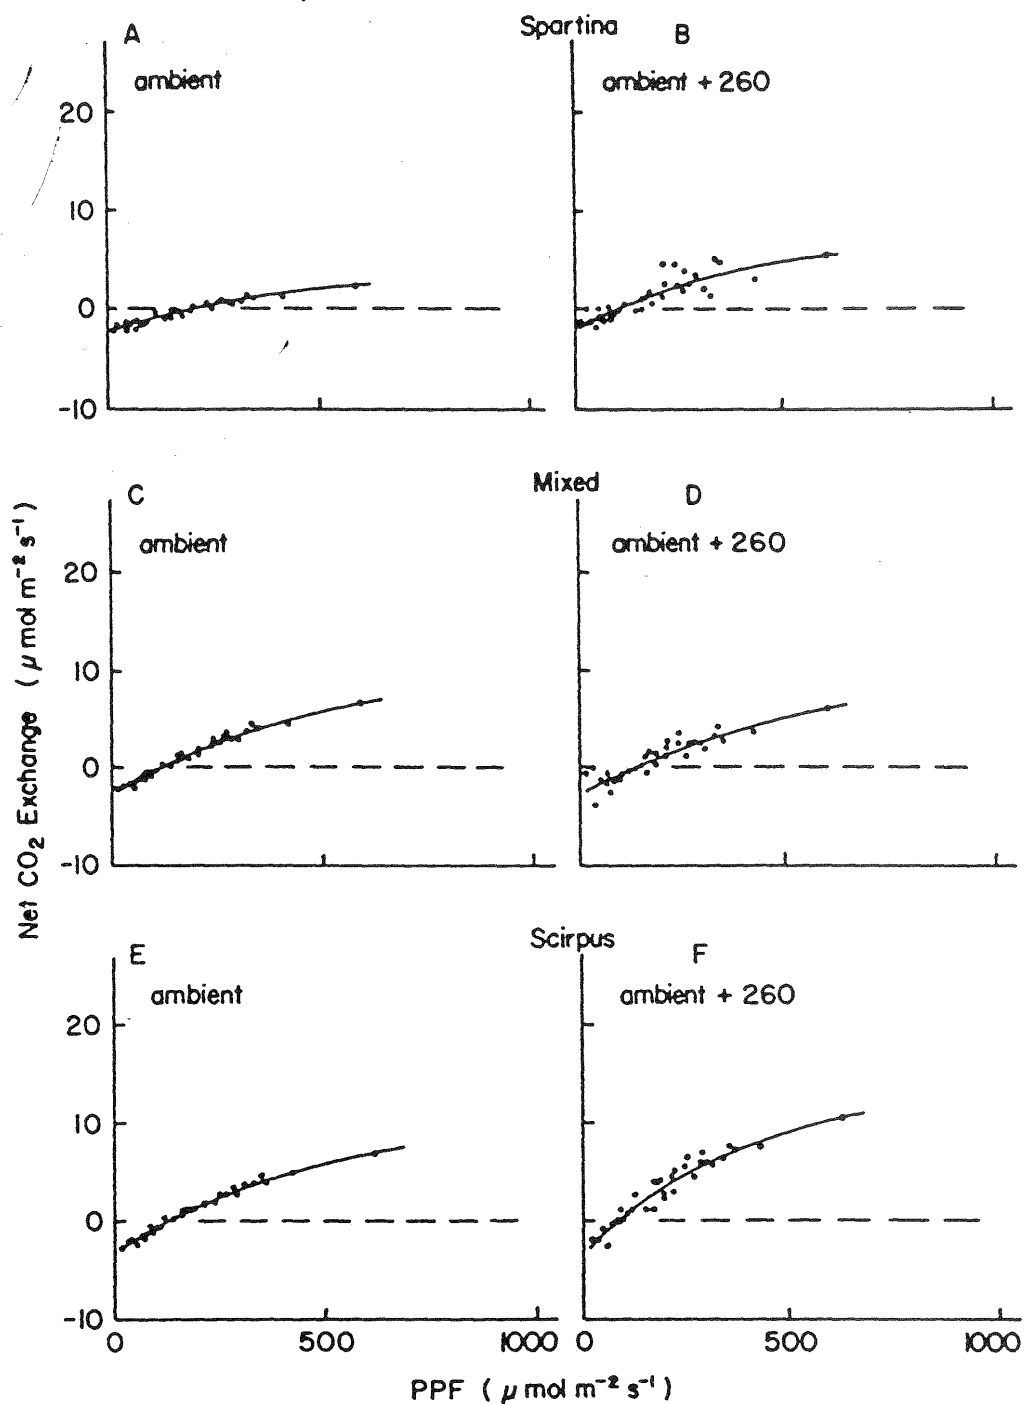 Spartina
A B
ambient ambient + 260
20
10
0
-10
Mixed
C D
ambient ambient + 260
20
10
0
-10
Scirpus
E F
ambient ambient + 260
20
10
0
-10
0 500 1000 0 500 1000
PPF ( μ mol m⁻² s⁻¹ )
Net CO₂ Exchange ( μ mol m⁻² s⁻¹ )